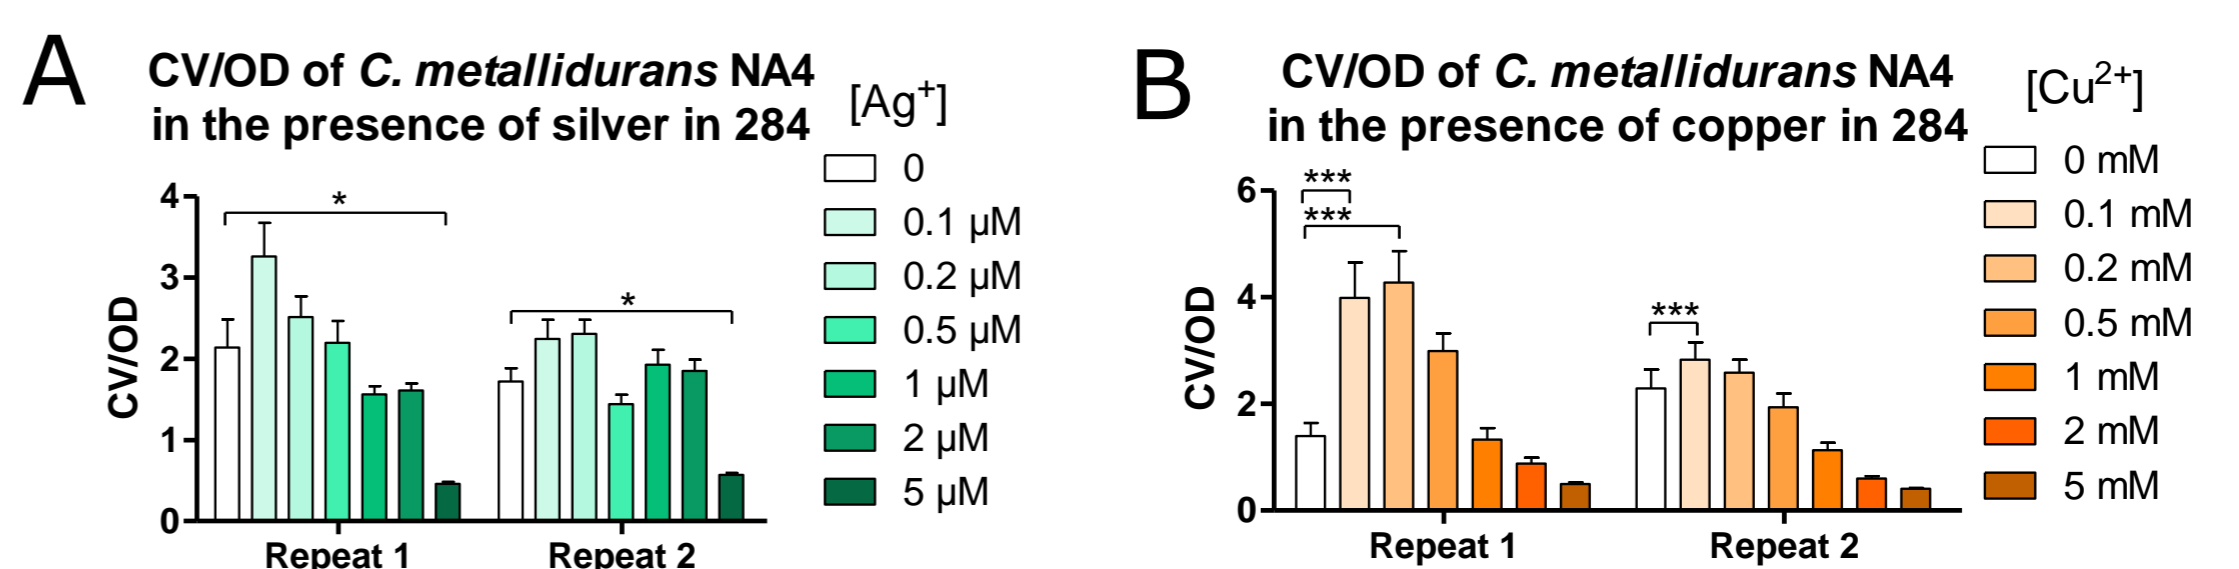 A
CV/OD of C. metallidurans NA4
in the presence of silver in 284
[Ag+]
0
0.1 µM
0.2 µM
0.5 µM
1 µM
2 µM
5 µM
CV/OD
4
3
2
1
0
*
*
Repeat 1
Repeat 2
B
CV/OD of C. metallidurans NA4
in the presence of copper in 284
[Cu2+]
0 mM
0.1 mM
0.2 mM
0.5 mM
1 mM
2 mM
5 mM
CV/OD
6
4
2
0
***
***
***
Repeat 1
Repeat 2